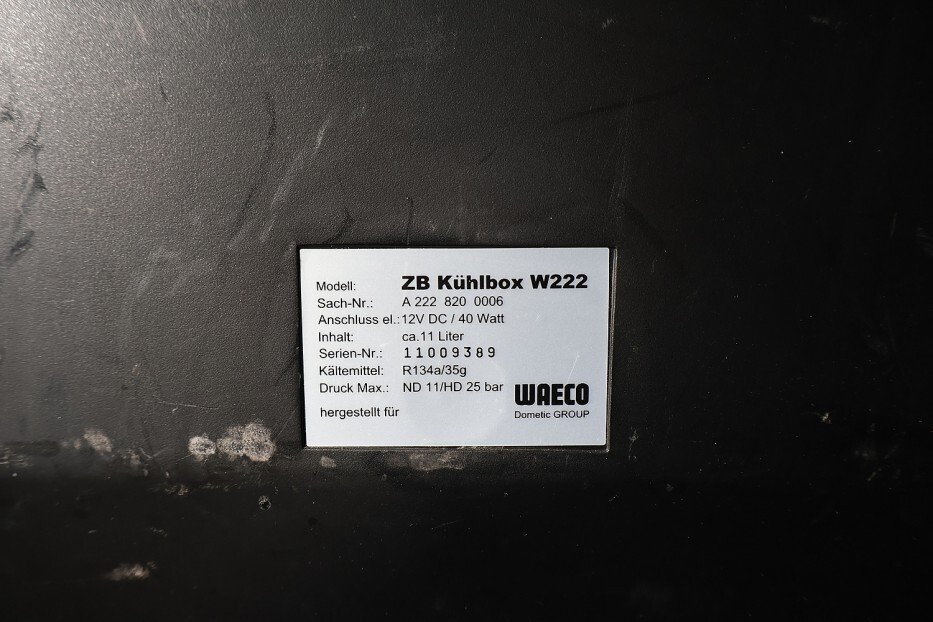 Modell: ZB Kühlbox W222
Sach-Nr.: A 222 820 0006
Anschluss el.: 12V DC / 40 Watt
Inhalt: ca.11 Liter
Serien-Nr.: 11009389
Kältemittel: R134a/35g
Druck Max.: ND 11/HD 25 bar
WAECO
hergestellt für
Dometic GROUP